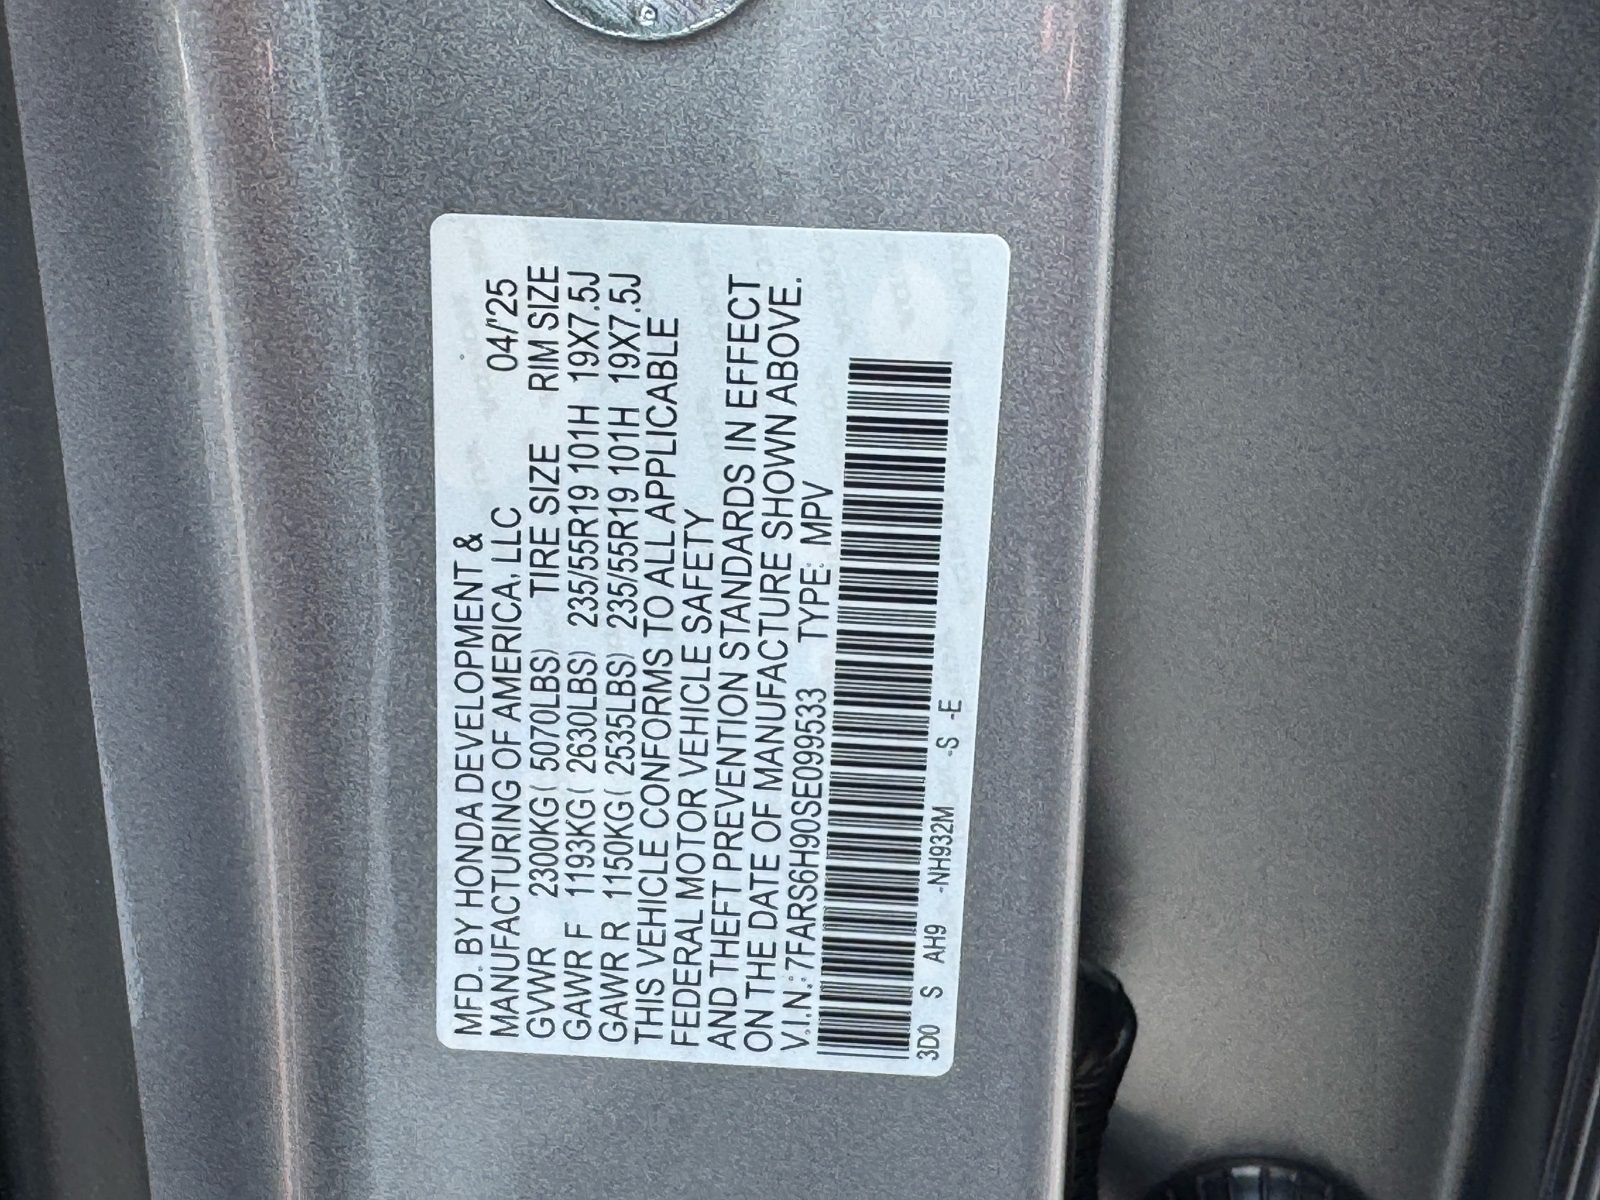 MFD. BY HONDA DEVELOPMENT &
MANUFACTURING OF AMERICA, LLC 04/'25
GVWR 2300KG( 5070LBS) TIRE SIZE RIM SIZE
GAWR F 1193KG( 2630LBS) 235/55R19 101H 19X7.5J
GAWR R 1150KG( 2535LBS) 235/55R19 101H 19X7.5J
THIS VEHICLE CONFORMS TO ALL APPLICABLE
FEDERAL MOTOR VEHICLE SAFETY
AND THEFT PREVENTION STANDARDS IN EFFECT
ON THE DATE OF MANUFACTURE SHOWN ABOVE.
V.I.N.: 7FARS6H90SE099533 TYPE: MPV
3D0 S AH9 -NH932M -S -E